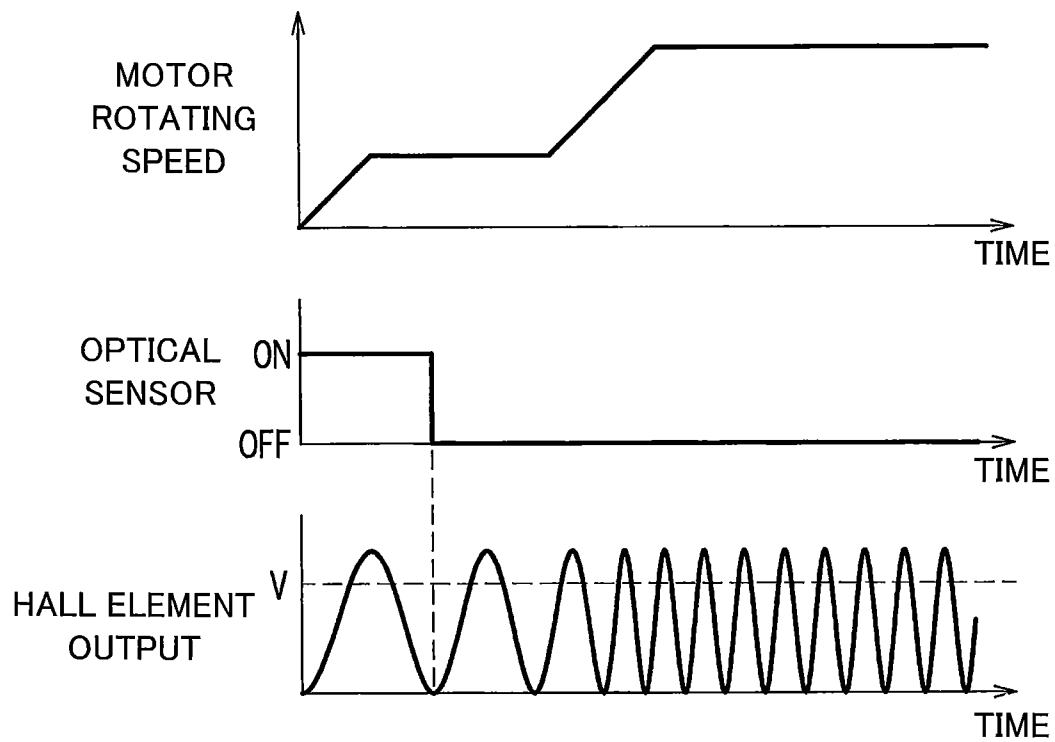 MOTOR
ROTATING
SPEED
TIME
OPTICAL
SENSOR
ON
OFF
TIME
HALL ELEMENT
OUTPUT
V
TIME